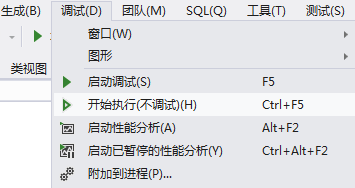 生成(B) 调试(D) 团队(M) SQL(Q) 工具(T) 测试(S)
窗口(W)
图形
类视图
启动调试(S) F5
开始执行(不调试)(H) Ctrl+F5
启动性能分析(A) Alt+F2
启动已暂停的性能分析(Y) Ctrl+Alt+F2
附加到进程(P)...